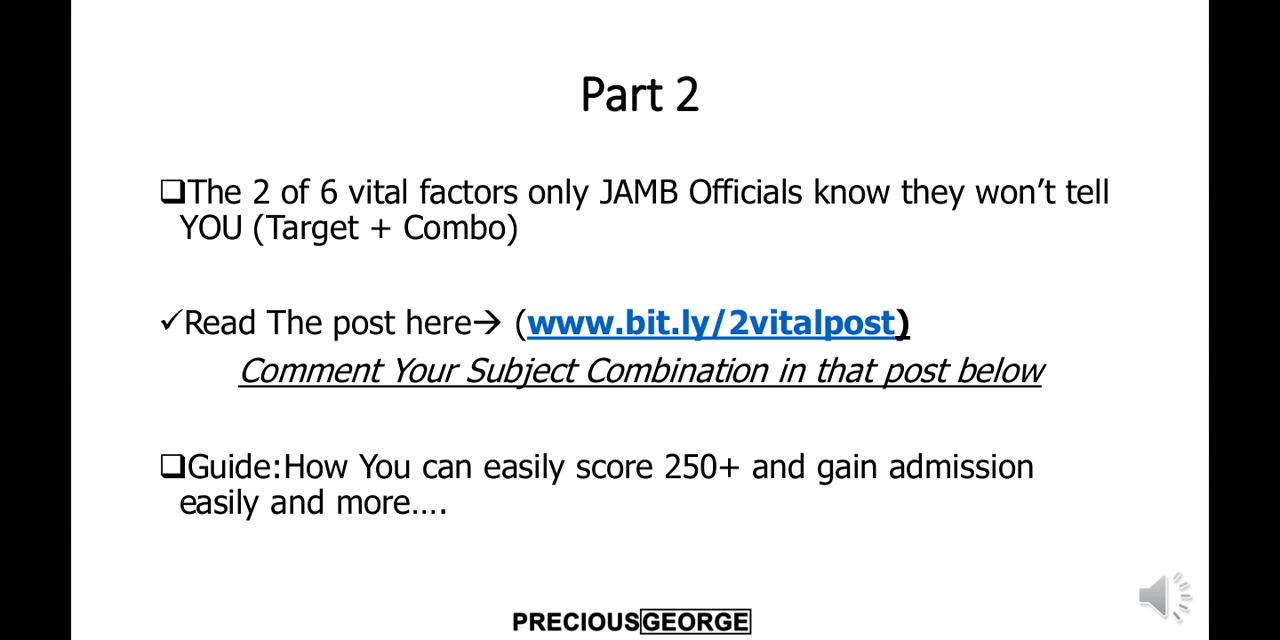 Part 2
❑The 2 of 6 vital factors only JAMB Officials know they won’t tell
YOU (Target + Combo)
✓Read The post here→ (www.bit.ly/2vitalpost)
Comment Your Subject Combination in that post below
❑Guide:How You can easily score 250+ and gain admission
easily and more….
PRECIOUSGEORGE